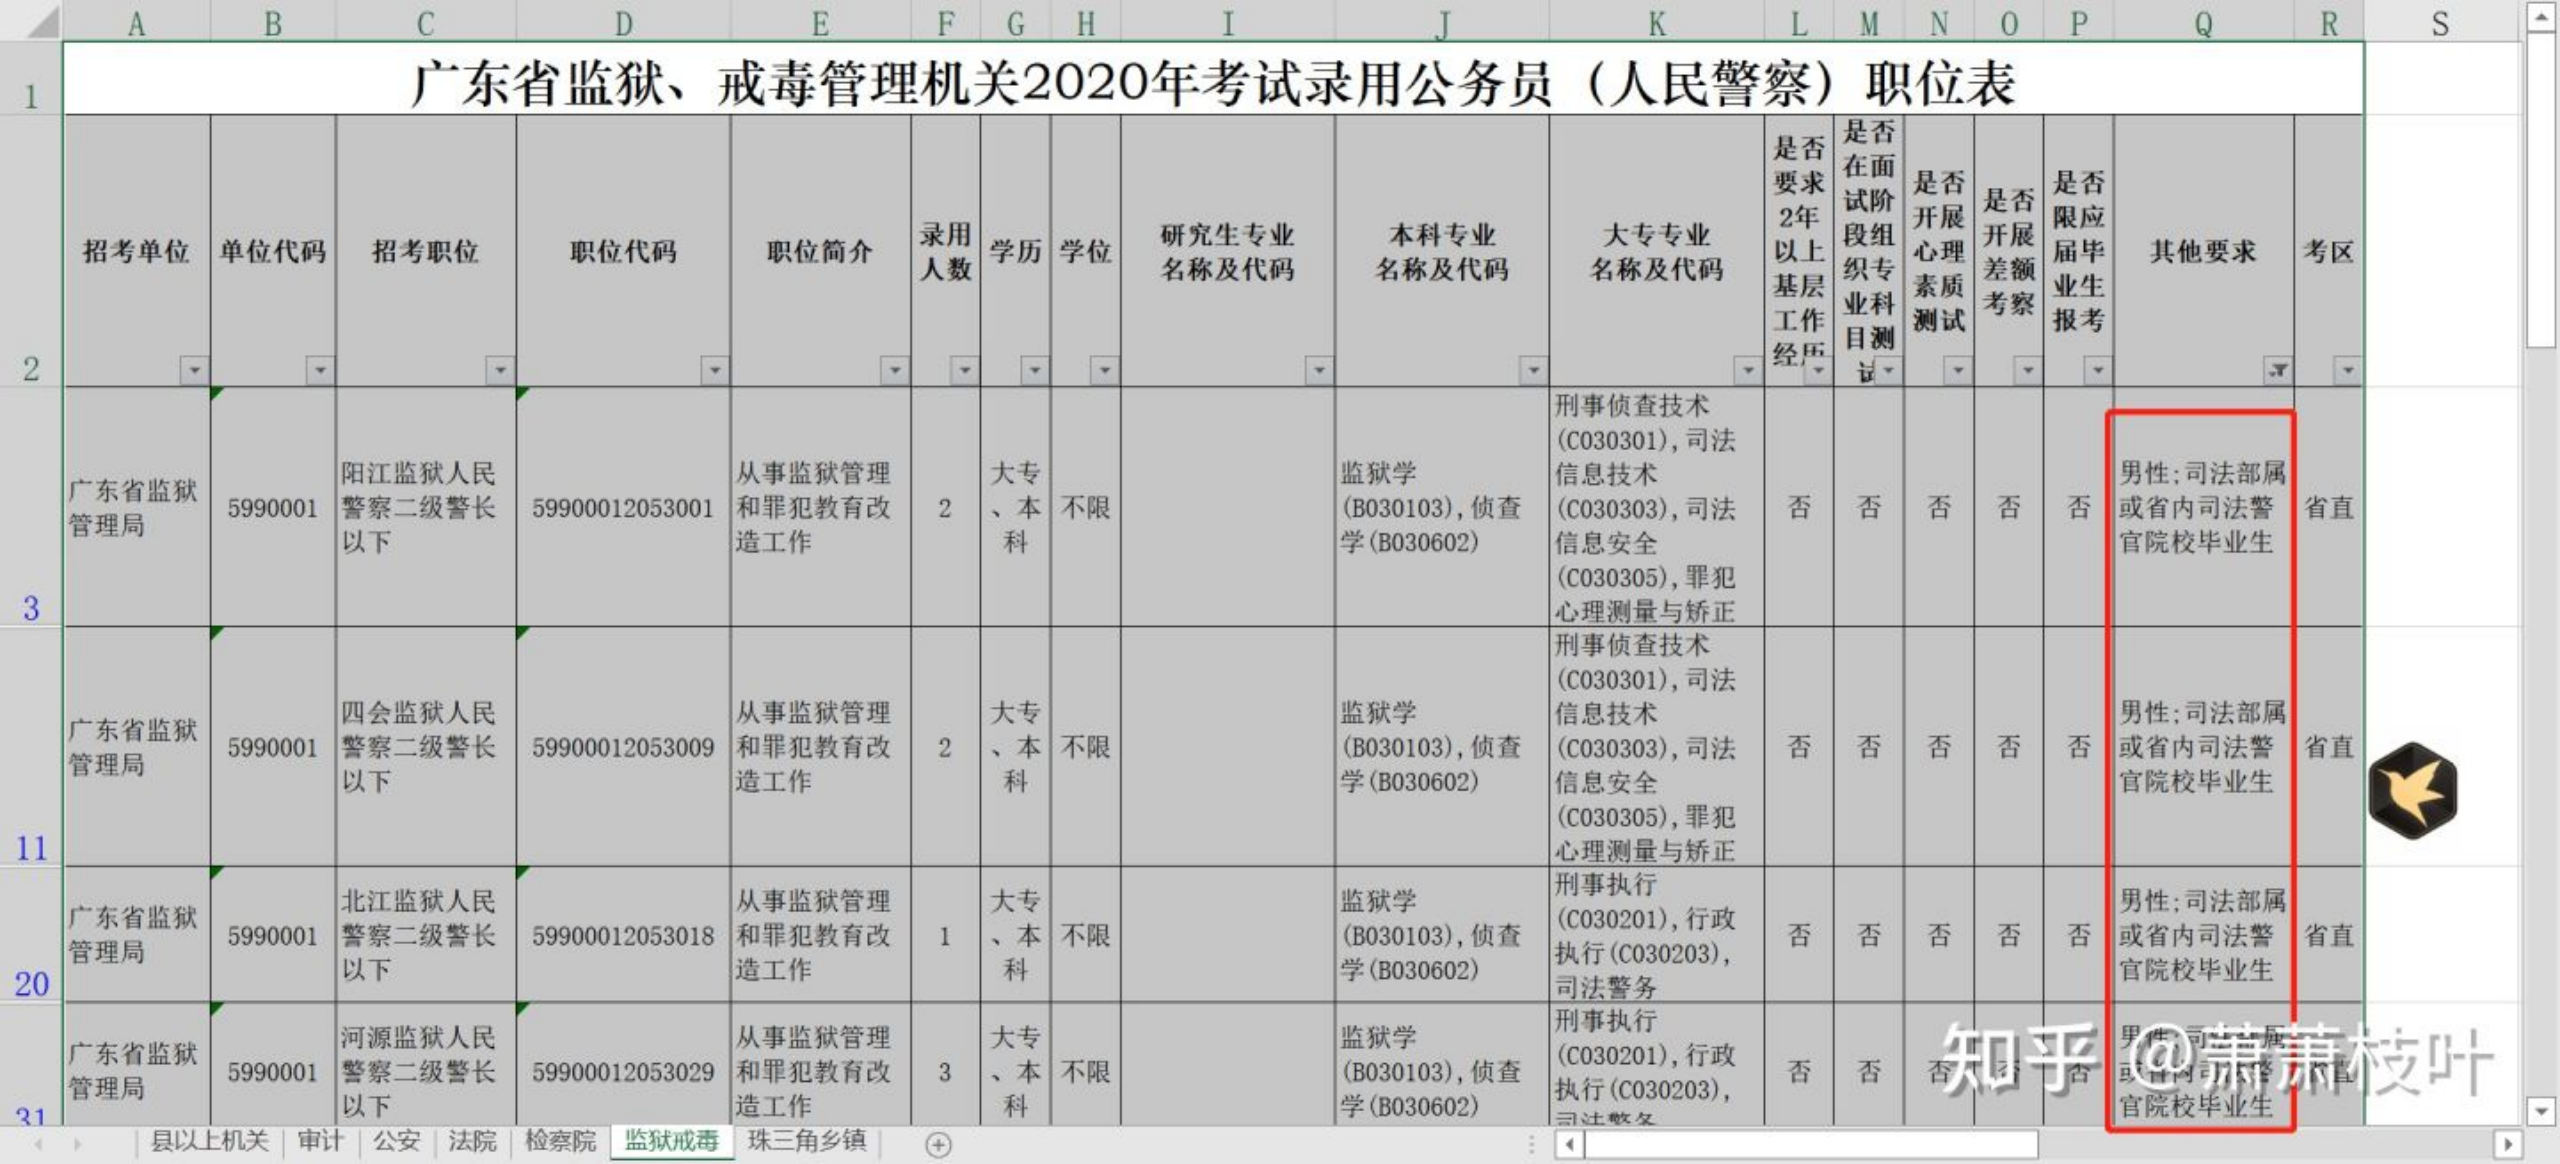 A B C D E F G H I J K L M N O P Q R S
1
广东省监狱、戒毒管理机关2020年考试录用公务员（人民警察）职位表
2
招考单位
单位代码
招考职位
职位代码
职位简介
录用
人数
学历
学位
研究生专业
名称及代码
本科专业
名称及代码
大专专业
名称及代码
是否
要求
2年
以上
基层
工作
经历
是否
在面
试阶
段组
织专
业科
目测
试
是否
开展
心理
素质
测试
是否
开展
差额
考察
是否
限应
届毕
业生
报考
其他要求
考区
3
广东省监狱
管理局
5990001
阳江监狱人民
警察二级警长
以下
59900012053001
从事监狱管理
和罪犯教育改
造工作
2
大专
、本
科
不限
监狱学
(B030103),侦查
学(B030602)
刑事侦查技术
(C030301),司法
信息技术
(C030303),司法
信息安全
(C030305),罪犯
心理测量与矫正
否
否
否
否
否
男性;司法部属
或省内司法警
官院校毕业生
省直
11
广东省监狱
管理局
5990001
四会监狱人民
警察二级警长
以下
59900012053009
从事监狱管理
和罪犯教育改
造工作
2
大专
、本
科
不限
监狱学
(B030103),侦查
学(B030602)
刑事侦查技术
(C030301),司法
信息技术
(C030303),司法
信息安全
(C030305),罪犯
心理测量与矫正
否
否
否
否
否
男性;司法部属
或省内司法警
官院校毕业生
省直
20
广东省监狱
管理局
5990001
北江监狱人民
警察二级警长
以下
59900012053018
从事监狱管理
和罪犯教育改
造工作
1
大专
、本
科
不限
监狱学
(B030103),侦查
学(B030602)
刑事执行
(C030201),行政
执行(C030203),
司法警务
否
否
否
否
否
男性;司法部属
或省内司法警
官院校毕业生
省直
31
广东省监狱
管理局
5990001
河源监狱人民
警察二级警长
以下
59900012053029
从事监狱管理
和罪犯教育改
造工作
3
大专
、本
科
不限
监狱学
(B030103),侦查
学(B030602)
刑事执行
(C030201),行政
执行(C030203),
司法警务
否
否
否
否
否
男性;司法部属
或省内司法警
官院校毕业生
省直
知乎 @萧萧枝叶
县以上机关 审计 公安 法院 检察院 监狱戒毒 珠三角乡镇